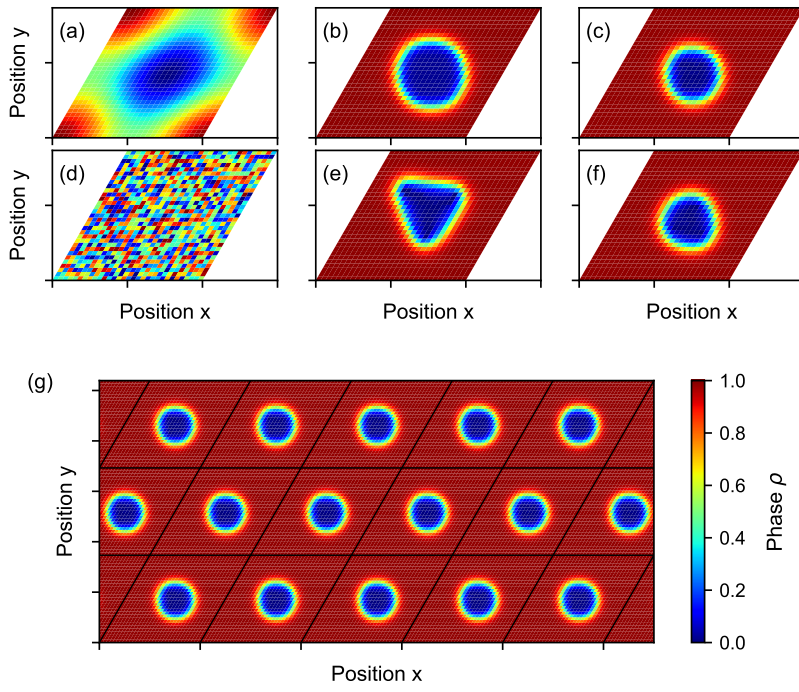 (a)
(b)
(c)
Position y
(d)
(e)
(f)
Position y
Position x
Position x
Position x
(g)
Position y
Position x
1.0
0.8
0.6
0.4
0.2
0.0
Phase ρ